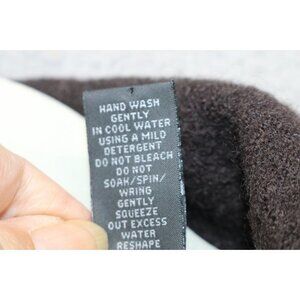 HAND WASH
GENTLY
IN COOL WATER
USING A MILD
DETERGENT
DO NOT BLEACH
DO NOT
SOAK/SPIN/
WRING
GENTLY
SQUEEZE
OUT EXCESS
WATER
RESHAPE